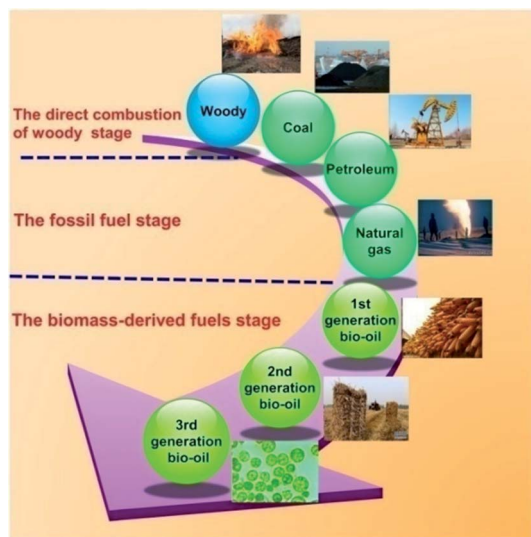 Woody
The direct combustion
of woody stage
Coal
Petroleum
The fossil fuel stage
Natural
gas
The biomass-derived fuels stage
1st
generation
bio-oil
2nd
generation
bio-oil
3rd
generation
bio-oil